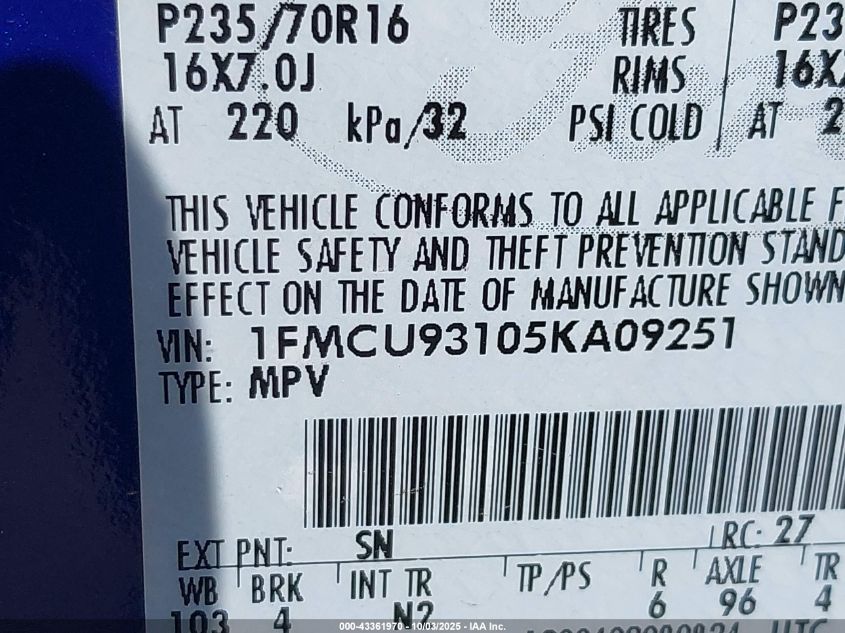 P235/70R16 TIRES P23
16X7.0J RIMS 16X
AT 220 kPa/32 PSI COLD AT 2
THIS VEHICLE CONFORMS TO ALL APPLICABLE F
VEHICLE SAFETY AND THEFT PREVENTION STAND
EFFECT ON THE DATE OF MANUFACTURE SHOWN
VIN: 1FMCU93105KA09251
TYPE: MPV
EXT PNT: SN RC: 27
WB BRK INT TR TP/PS R AXLE TR
103 4 N2 6 96 4
UTC
000-43361970 - 10/03/2025 - IAA Inc.